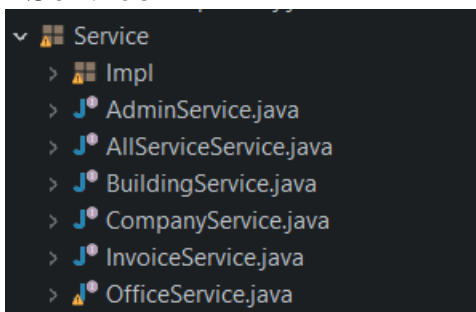 Service
Impl
AdminService.java
AllServiceService.java
BuildingService.java
CompanyService.java
InvoiceService.java
OfficeService.java